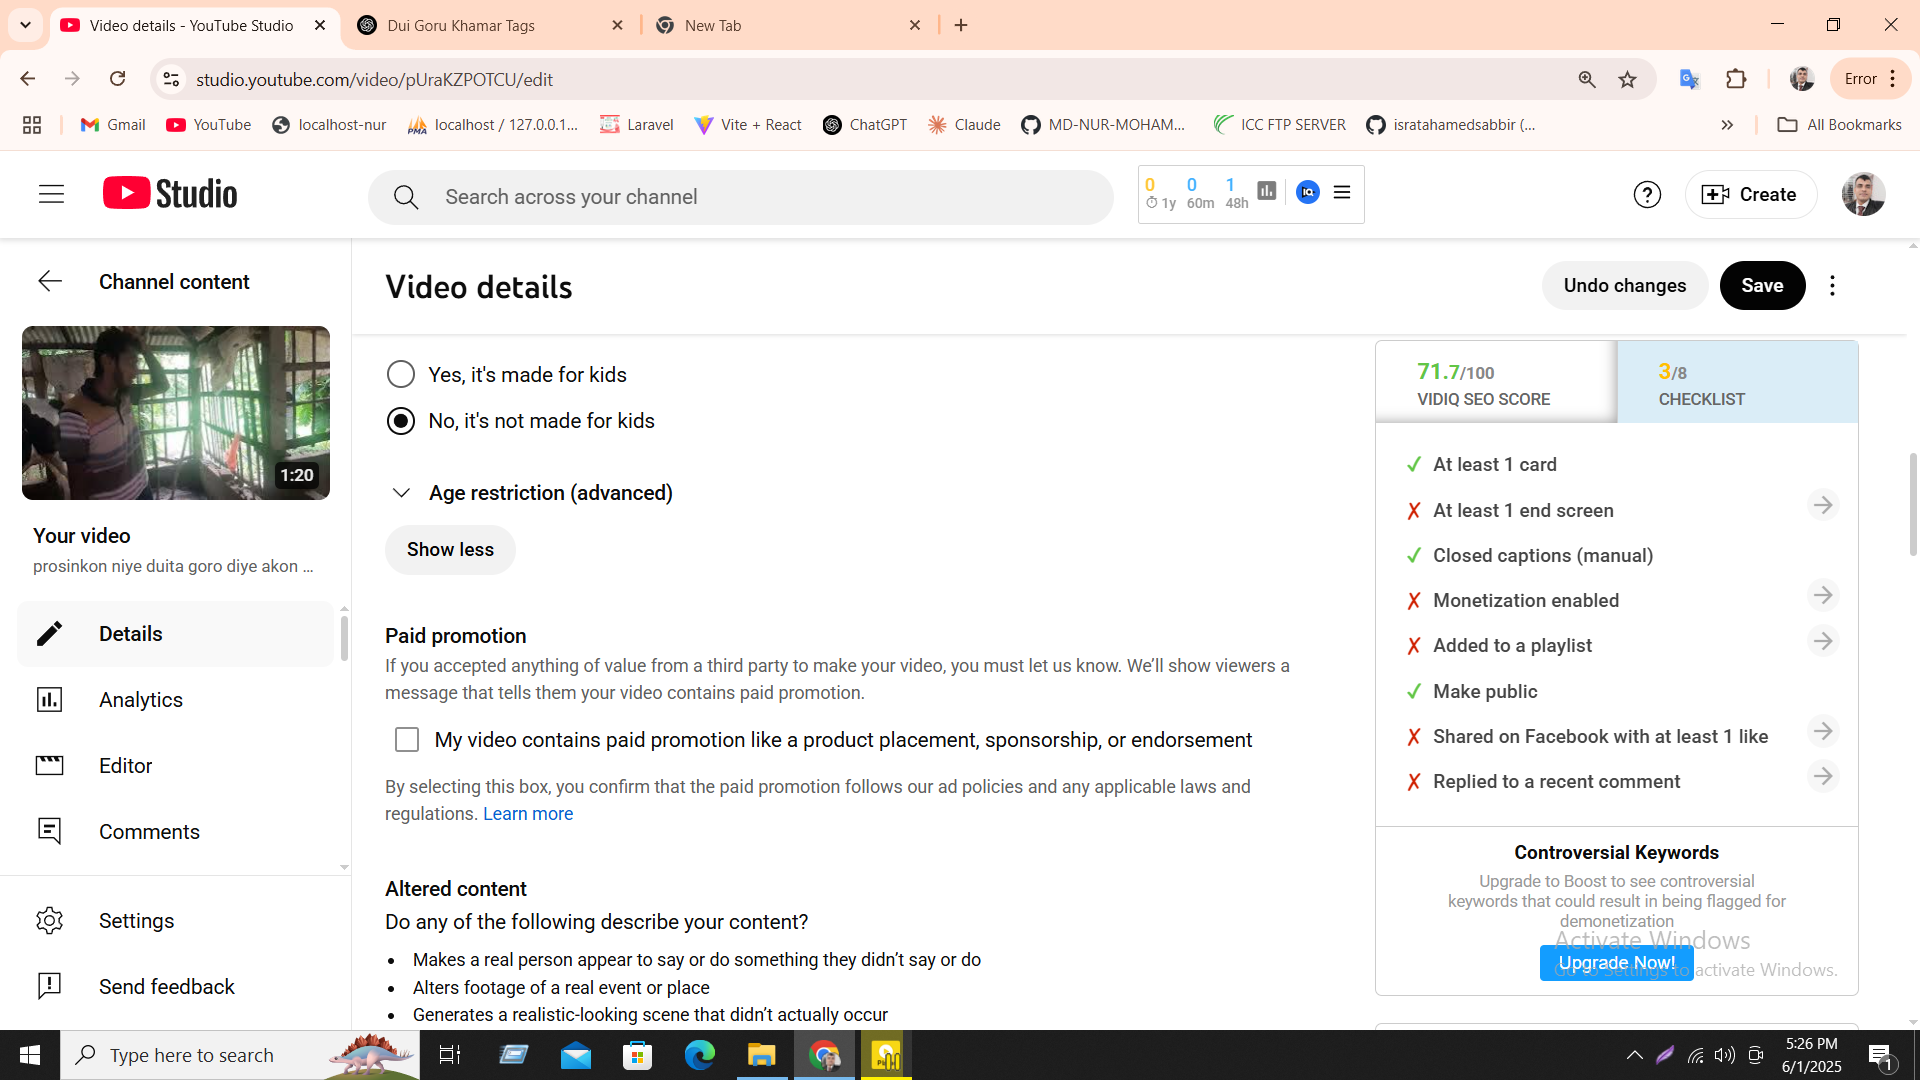 Video details - YouTube Studio
Dui Goru Khamar Tags
New Tab
studio.youtube.com/video/pUraKZPOTCU/edit
Error
Gmail
YouTube
localhost-nur
localhost / 127.0.0.1...
Laravel
Vite + React
ChatGPT
Claude
MD-NUR-MOHAM...
ICC FTP SERVER
isratahamedsabbir (...
All Bookmarks
Studio
Search across your channel
0 0 1
1y 60m 48h
Create
Channel content
1:20
Your video
prosinkon niye duita goro diye akon ...
Details
Analytics
Editor
Comments
Settings
Send feedback
Video details
Undo changes
Save
Yes, it's made for kids
No, it's not made for kids
Age restriction (advanced)
Show less
Paid promotion
If you accepted anything of value from a third party to make your video, you must let us know. We’ll show viewers a
message that tells them your video contains paid promotion.
My video contains paid promotion like a product placement, sponsorship, or endorsement
By selecting this box, you confirm that the paid promotion follows our ad policies and any applicable laws and
regulations. Learn more
Altered content
Do any of the following describe your content?
• Makes a real person appear to say or do something they didn’t say or do
• Alters footage of a real event or place
• Generates a realistic-looking scene that didn’t actually occur
71.7/100
VIDIQ SEO SCORE
3/8
CHECKLIST
At least 1 card
At least 1 end screen
Closed captions (manual)
Monetization enabled
Added to a playlist
Make public
Shared on Facebook with at least 1 like
Replied to a recent comment
Controversial Keywords
Upgrade to Boost to see controversial
keywords that could result in being flagged for
demonetization
Upgrade Now!
Activate Windows
Go to Settings to activate Windows.
Type here to search
5:26 PM
6/1/2025
1